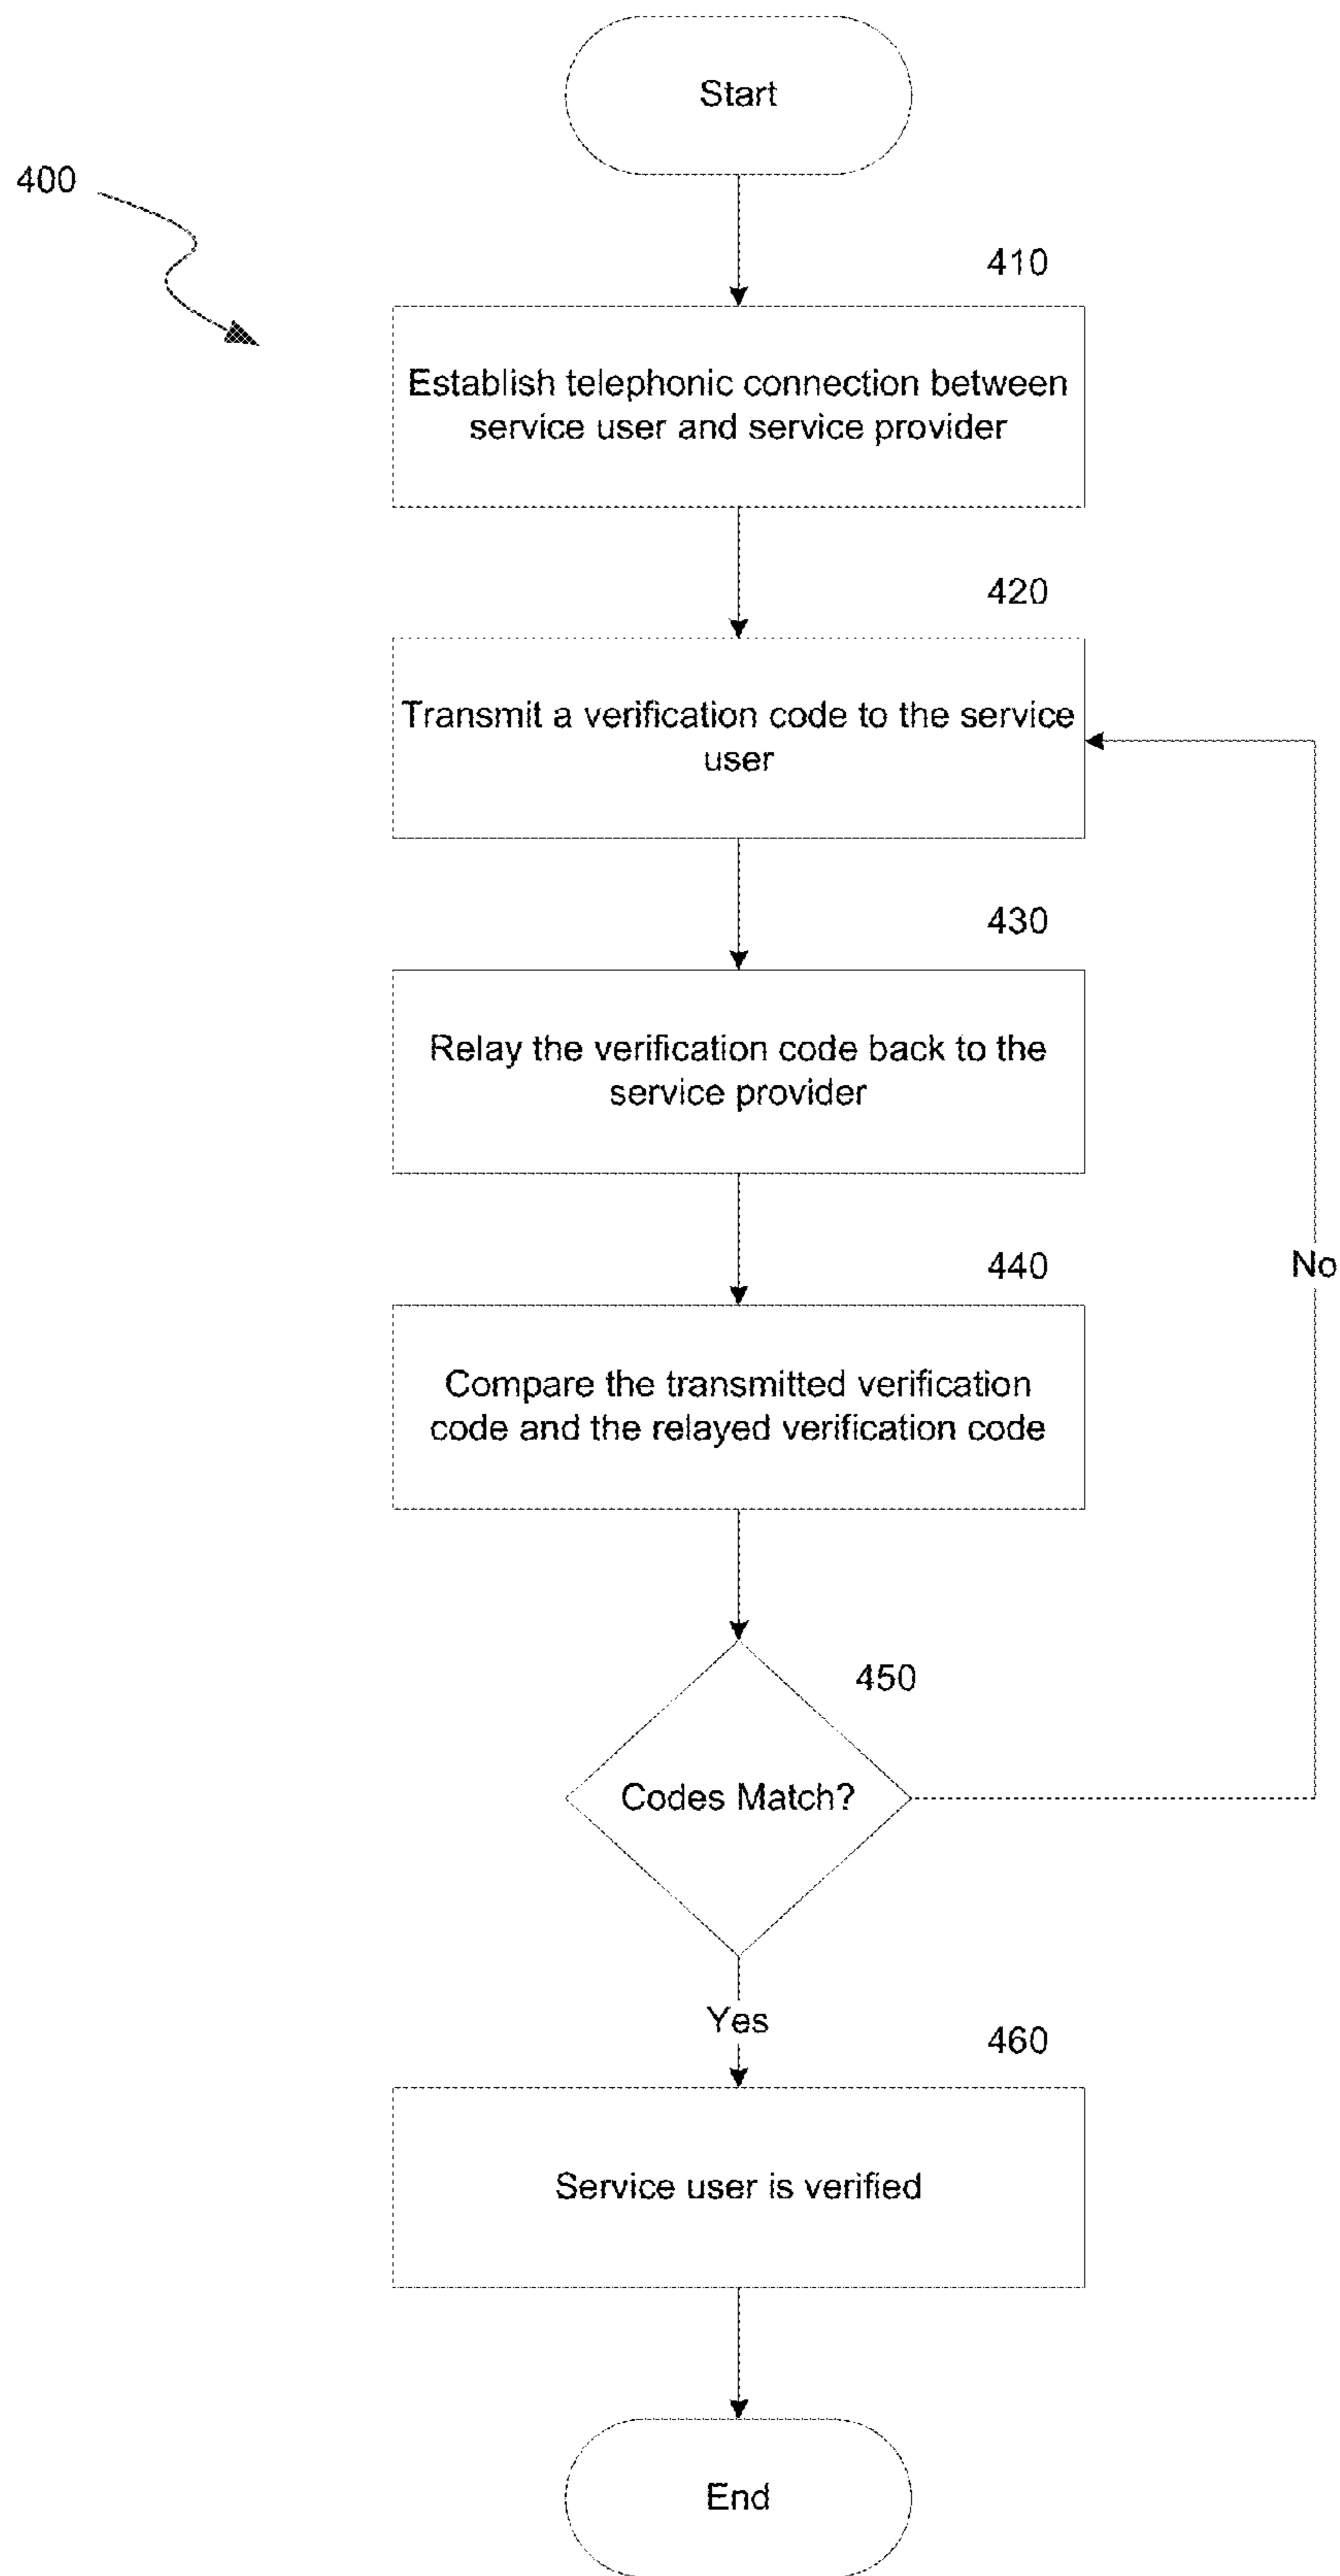 Start
400
410
Establish telephonic connection between
service user and service provider
420
Transmit a verification code to the service
user
430
Relay the verification code back to the
service provider
440
Compare the transmitted verification
code and the relayed verification code
No
450
Codes Match?
Yes
460
Service user is verified
End